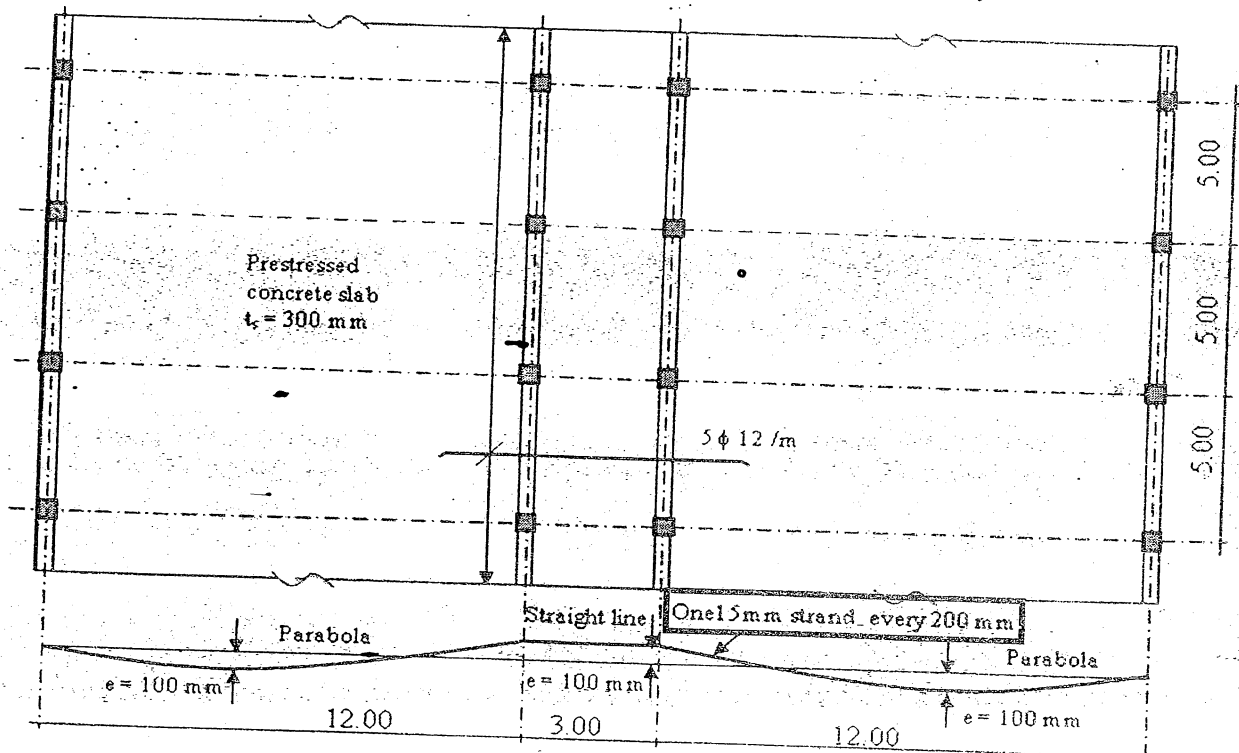 5.00
Prestressed
concrete slab
tₛ = 300 mm
5.00
5 ϕ 12 /m
5.00
Straight line
One15mm strand every 200 mm
Parabola
Parabola
e = 100 mm
e = 100 mm
e = 100 mm
12.00
3.00
12.00